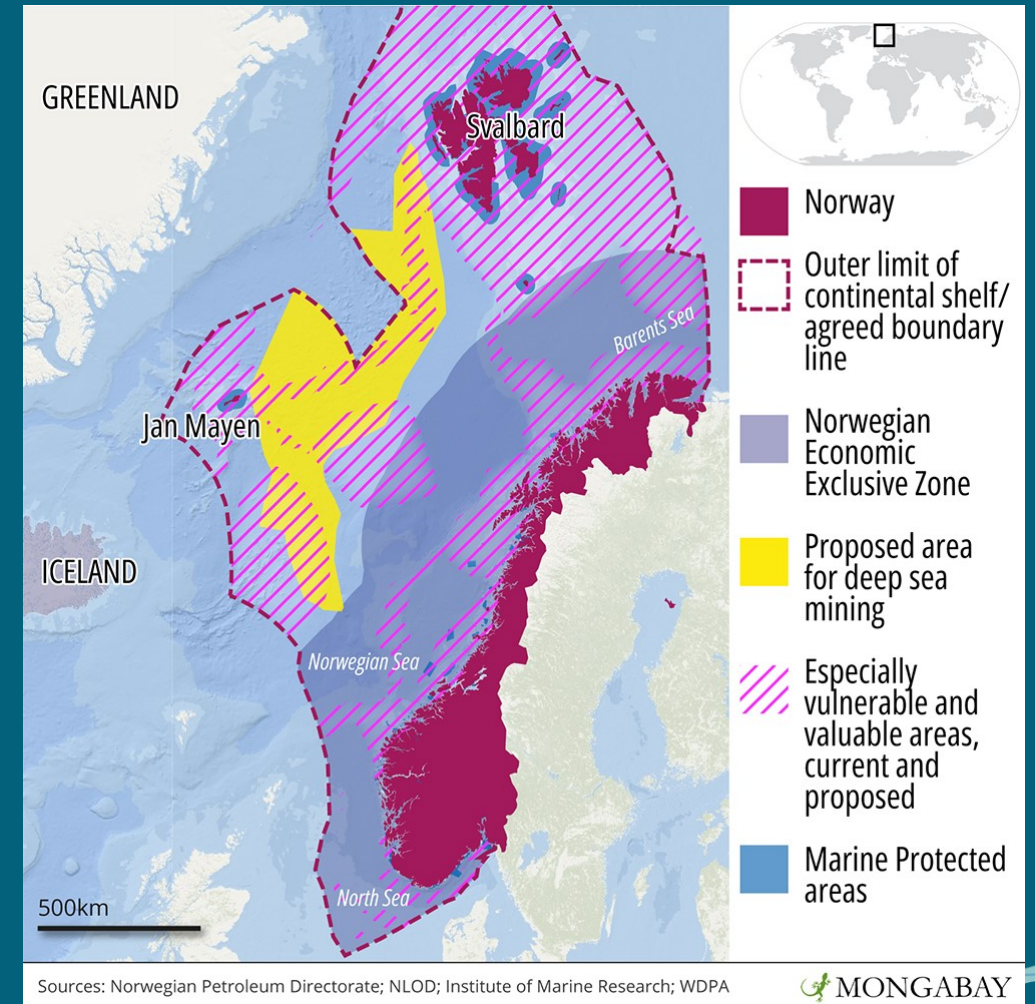 GREENLAND
Svalbard
Barents Sea
Jan Mayen
ICELAND
Norwegian Sea
North Sea
500km
Norway
Outer limit of
continental shelf/
agreed boundary
line
Norwegian
Economic
Exclusive Zone
Proposed area
for deep sea
mining
Especially
vulnerable and
valuable areas,
current and
proposed
Marine Protected
areas
Sources: Norwegian Petroleum Directorate; NLOD; Institute of Marine Research; WDPA
MONGABAY